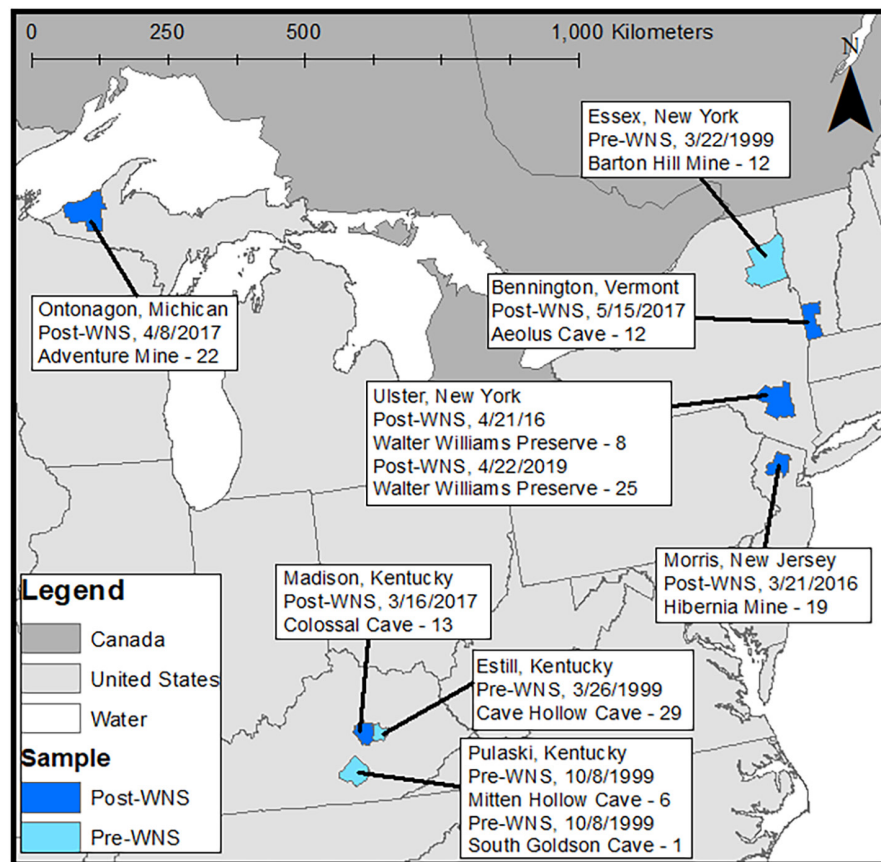 0 250 500 1,000 Kilometers
N
Essex, New York
Pre-WNS, 3/22/1999
Barton Hill Mine - 12
Bennington, Vermont
Post-WNS, 5/15/2017
Aeolus Cave - 12
Ontonagon, Michican
Post-WNS, 4/8/2017
Adventure Mine - 22
Ulster, New York
Post-WNS, 4/21/16
Walter Williams Preserve - 8
Post-WNS, 4/22/2019
Walter Williams Preserve - 25
Morris, New Jersey
Post-WNS, 3/21/2016
Hibernia Mine - 19
Madison, Kentucky
Post-WNS, 3/16/2017
Colossal Cave - 13
Estill, Kentucky
Pre-WNS, 3/26/1999
Cave Hollow Cave - 29
Pulaski, Kentucky
Pre-WNS, 10/8/1999
Mitten Hollow Cave - 6
Pre-WNS, 10/8/1999
South Goldson Cave - 1
Legend
Canada
United States
Water
Sample
Post-WNS
Pre-WNS